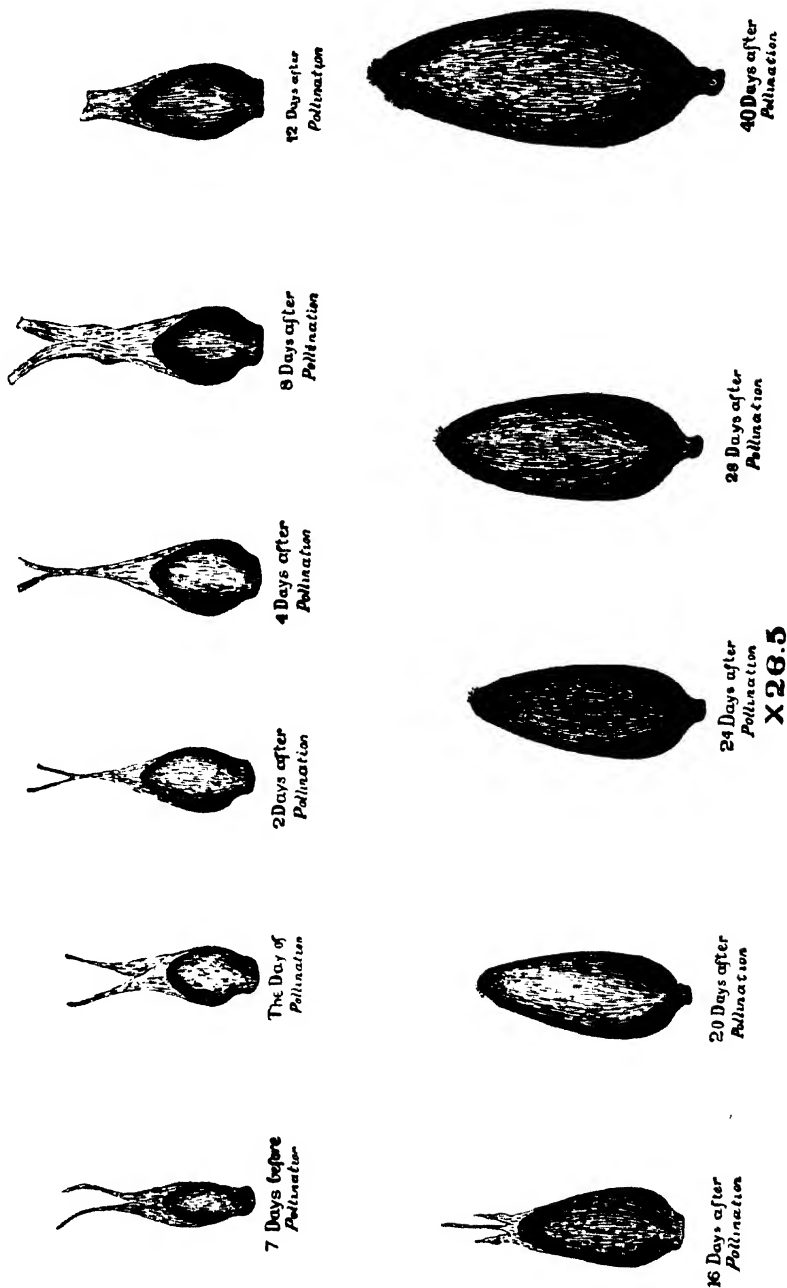 7 Days before
Pollination
The Day of
Pollination
2 Days after
Pollination
4 Days after
Pollination
8 Days after
Pollination
12 Days after
Pollination
16 Days after
Pollination
20 Days after
Pollination
24 Days after
Pollination
X 26.5
28 Days after
Pollination
40 Days after
Pollination